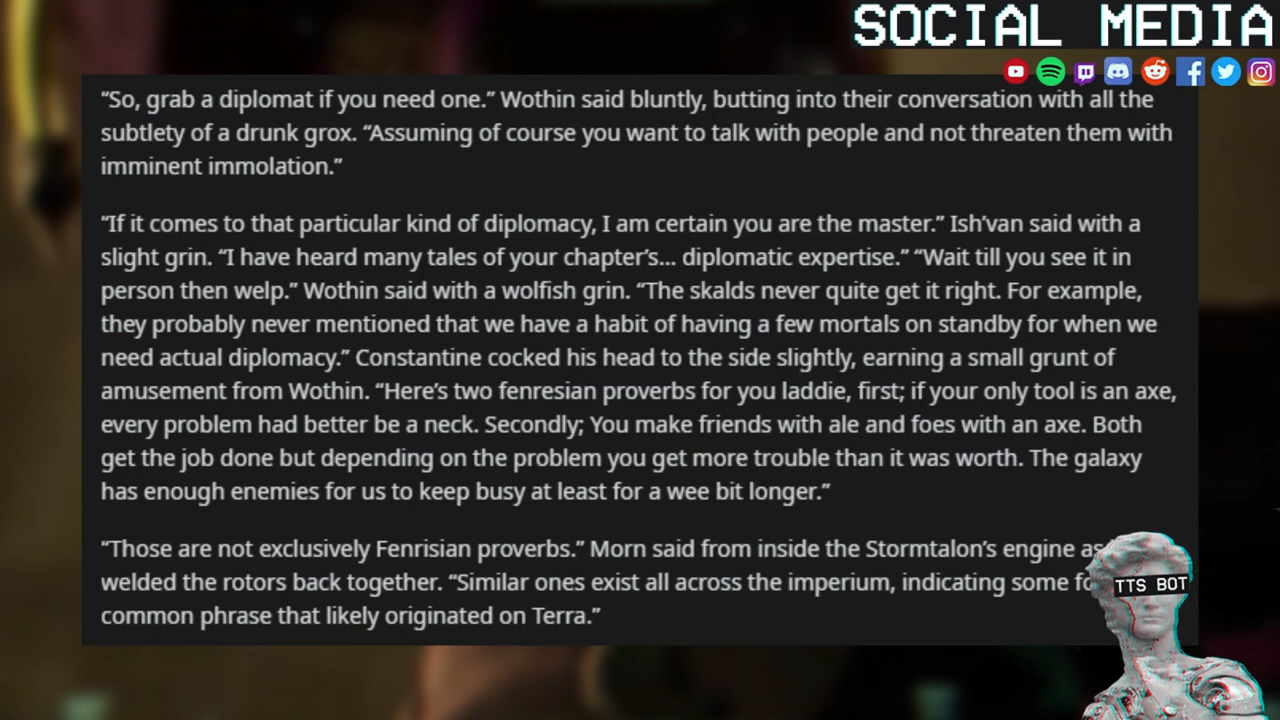 SOCIAL MEDIA
“So, grab a diplomat if you need one.” Wothin said bluntly, butting into their conversation with all the
subtlety of a drunk grox. “Assuming of course you want to talk with people and not threaten them with
imminent immolation.”
“If it comes to that particular kind of diplomacy, I am certain you are the master.” Ish’van said with a
slight grin. “I have heard many tales of your chapter’s... diplomatic expertise.” “Wait till you see it in
person then welp.” Wothin said with a wolfish grin. “The skalds never quite get it right. For example,
they probably never mentioned that we have a habit of having a few mortals on standby for when we
need actual diplomacy.” Constantine cocked his head to the side slightly, earning a small grunt of
amusement from Wothin. “Here’s two fenresian proverbs for you laddie, first; if your only tool is an axe,
every problem had better be a neck. Secondly; You make friends with ale and foes with an axe. Both
get the job done but depending on the problem you get more trouble than it was worth. The galaxy
has enough enemies for us to keep busy at least for a wee bit longer.”
“Those are not exclusively Fenrisian proverbs.” Morn said from inside the Stormtalon’s engine
welded the rotors back together. “Similar ones exist all across the imperium, indicating some
common phrase that likely originated on Terra.”
TTS BOT